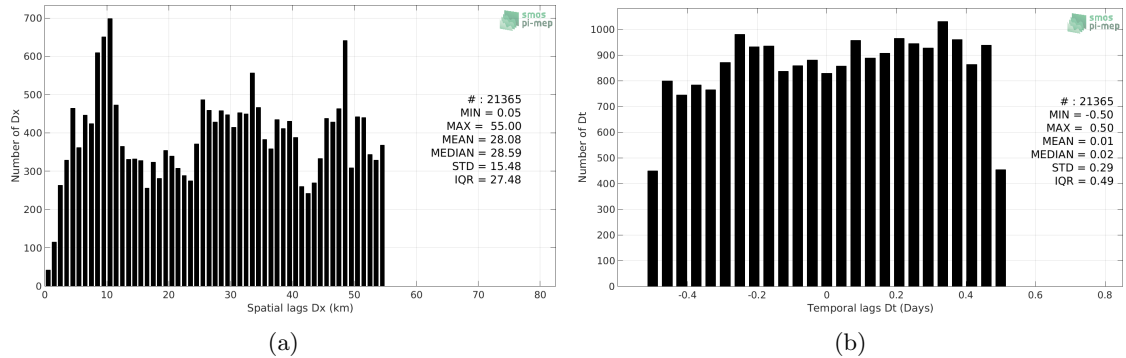 smos
pi-mep
700
600
500
400
300
200
100
0
Number of Dx
# : 21365
MIN = 0.05
MAX = 55.00
MEAN = 28.08
MEDIAN = 28.59
STD = 15.48
IQR = 27.48
0 10 20 30 40 50 60 70 80
Spatial lags Dx (km)
(a)
smos
pi-mep
1000
900
800
700
600
500
400
300
200
100
0
Number of Dt
# : 21365
MIN = -0.50
MAX = 0.50
MEAN = 0.01
MEDIAN = 0.02
STD = 0.29
IQR = 0.49
-0.4 -0.2 0 0.2 0.4 0.6 0.8
Temporal lags Dt (Days)
(b)